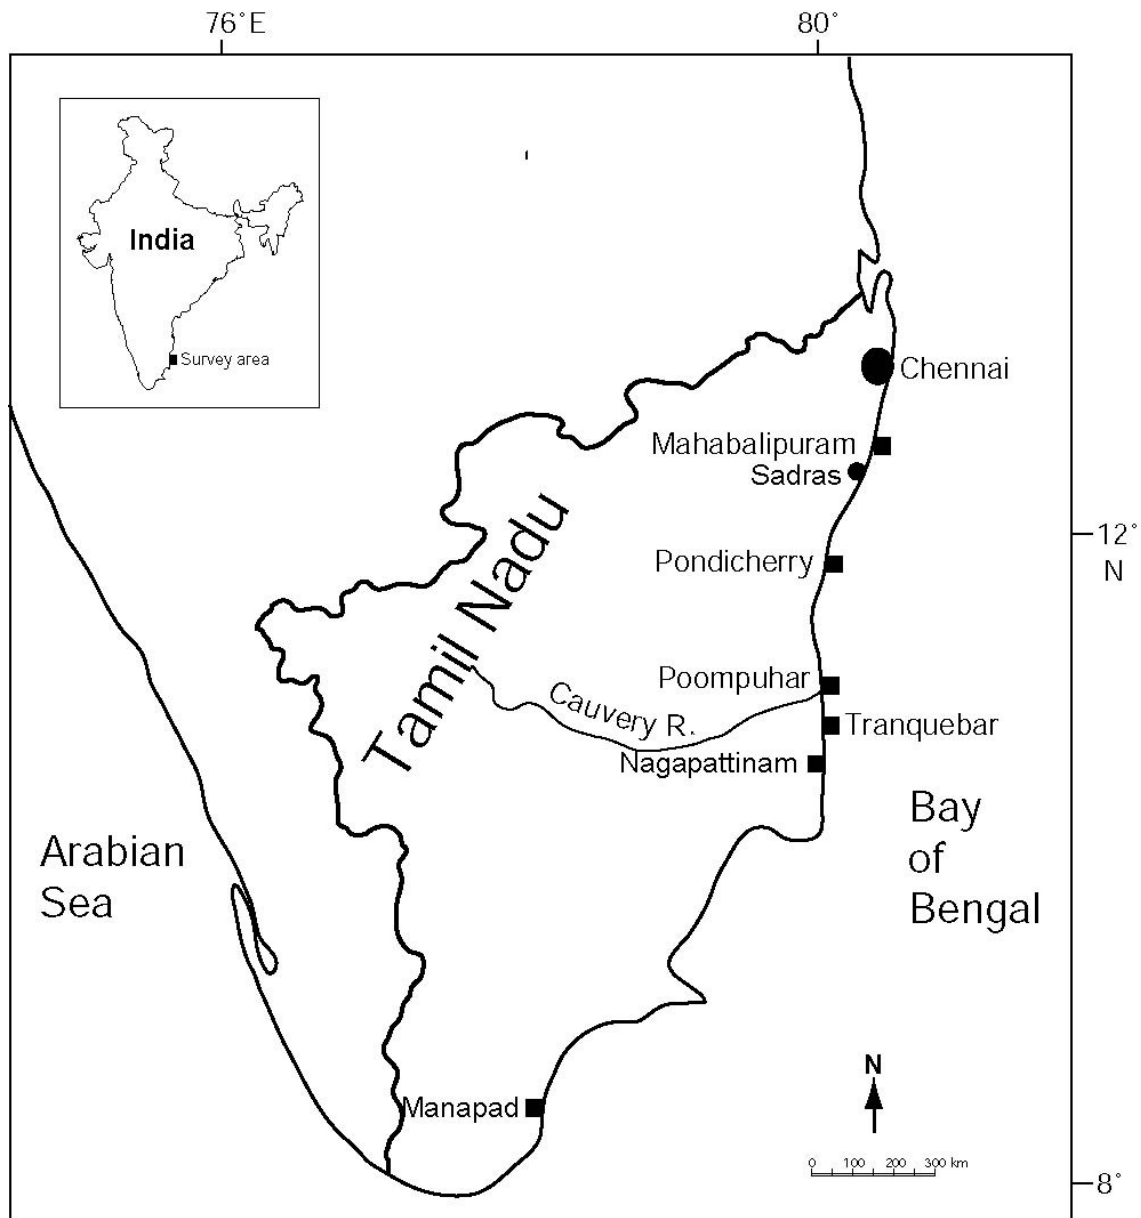 76°E
80°
India
Survey area
Chennai
Mahabalipuram
Sadras
12°
N
Pondicherry
Tamil Nadu
Poompuhar
Cauvery R.
Tranquebar
Nagapattinam
Bay
of
Bengal
Arabian
Sea
N
Manapad
0 100 200 300 km
8°